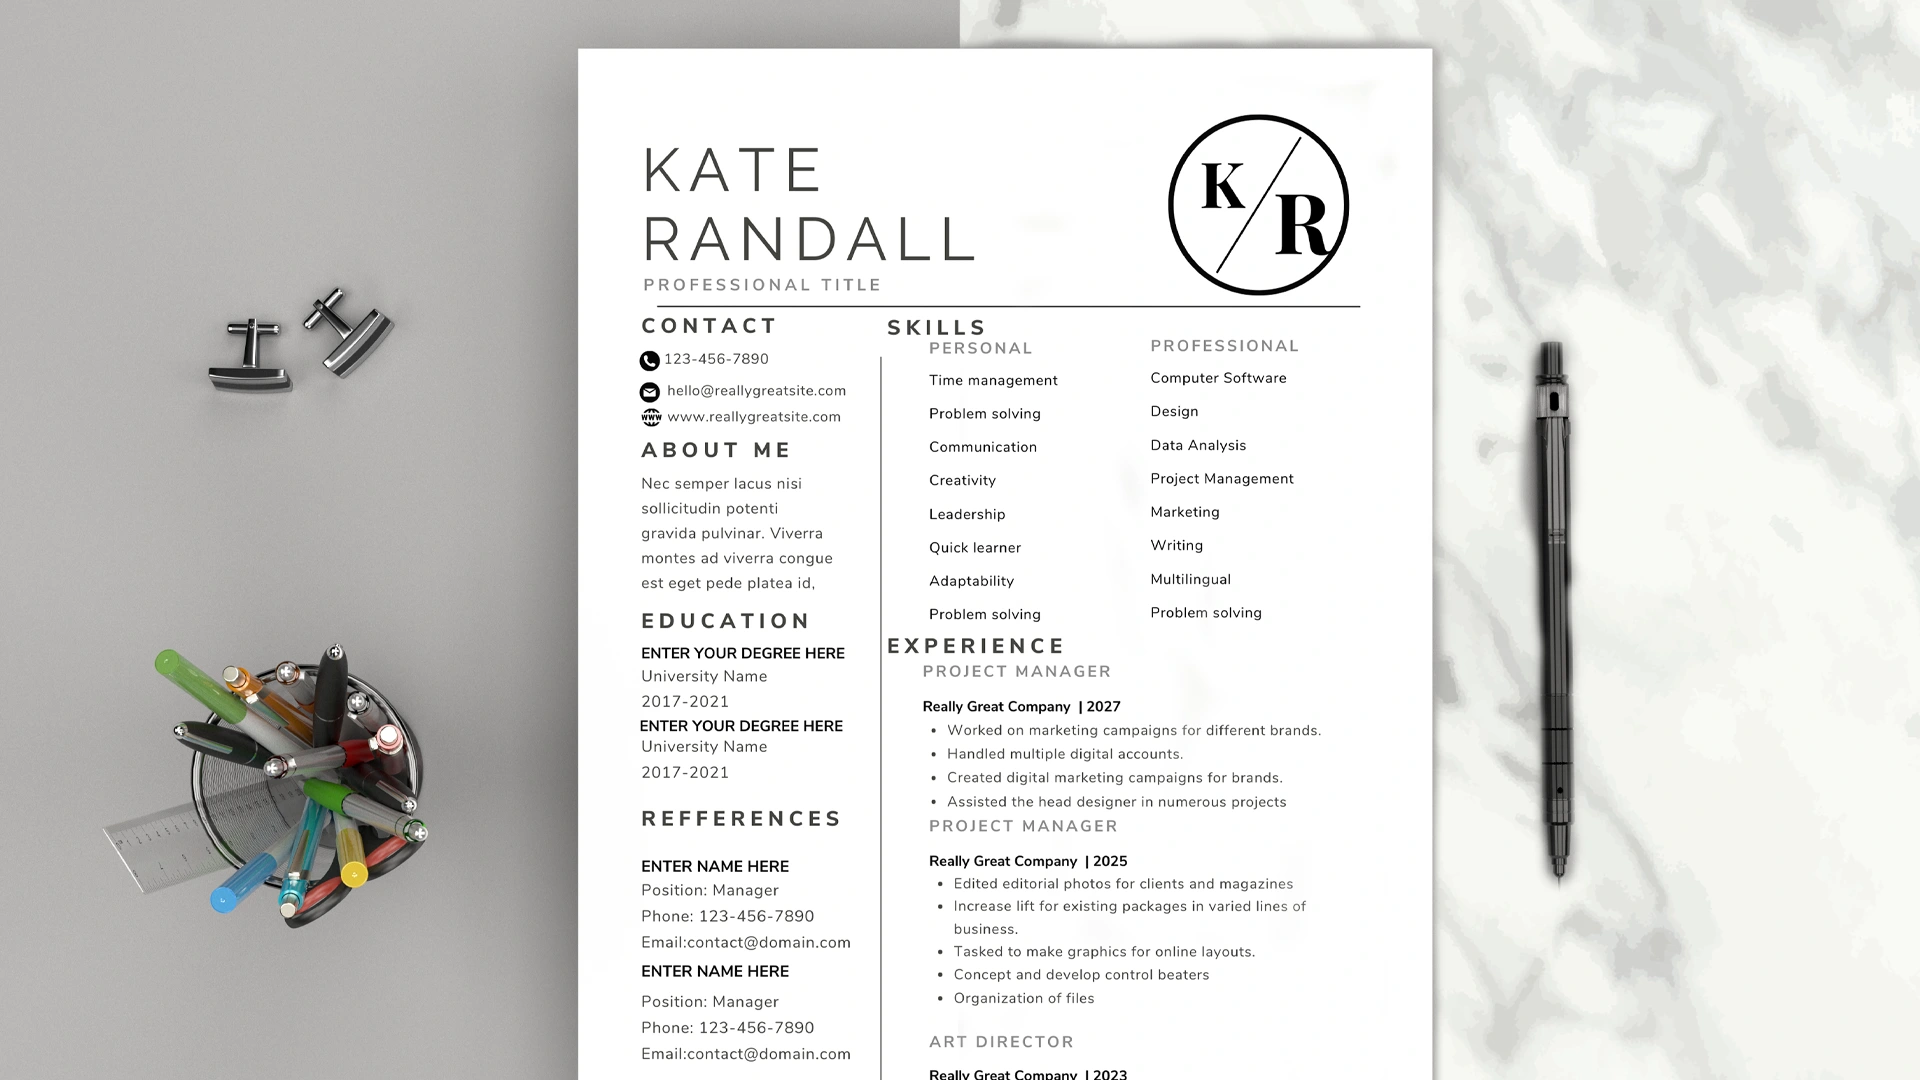 KATE
RANDALL
PROFESSIONAL TITLE
K
R
CONTACT
123-456-7890
hello@reallygreatsite.com
www
www.reallygreatsite.com
ABOUT ME
Nec semper lacus nisi
sollicitudin potenti
gravida pulvinar. Viverra
montes ad viverra congue
est eget pede platea id,
EDUCATION
ENTER YOUR DEGREE HERE
University Name
2017-2021
ENTER YOUR DEGREE HERE
University Name
2017-2021
REFFERENCES
ENTER NAME HERE
Position: Manager
Phone: 123-456-7890
Email:contact@domain.com
ENTER NAME HERE
Position: Manager
Phone: 123-456-7890
Email:contact@domain.com
SKILLS
PERSONAL
Time management
Problem solving
Communication
Creativity
Leadership
Quick learner
Adaptability
Problem solving
PROFESSIONAL
Computer Software
Design
Data Analysis
Project Management
Marketing
Writing
Multilingual
Problem solving
EXPERIENCE
PROJECT MANAGER
Really Great Company | 2027
• Worked on marketing campaigns for different brands.
• Handled multiple digital accounts.
• Created digital marketing campaigns for brands.
• Assisted the head designer in numerous projects
PROJECT MANAGER
Really Great Company | 2025
• Edited editorial photos for clients and magazines
• Increase lift for existing packages in varied lines of
business.
• Tasked to make graphics for online layouts.
• Concept and develop control beaters
• Organization of files
ART DIRECTOR
Really Great Company | 2023